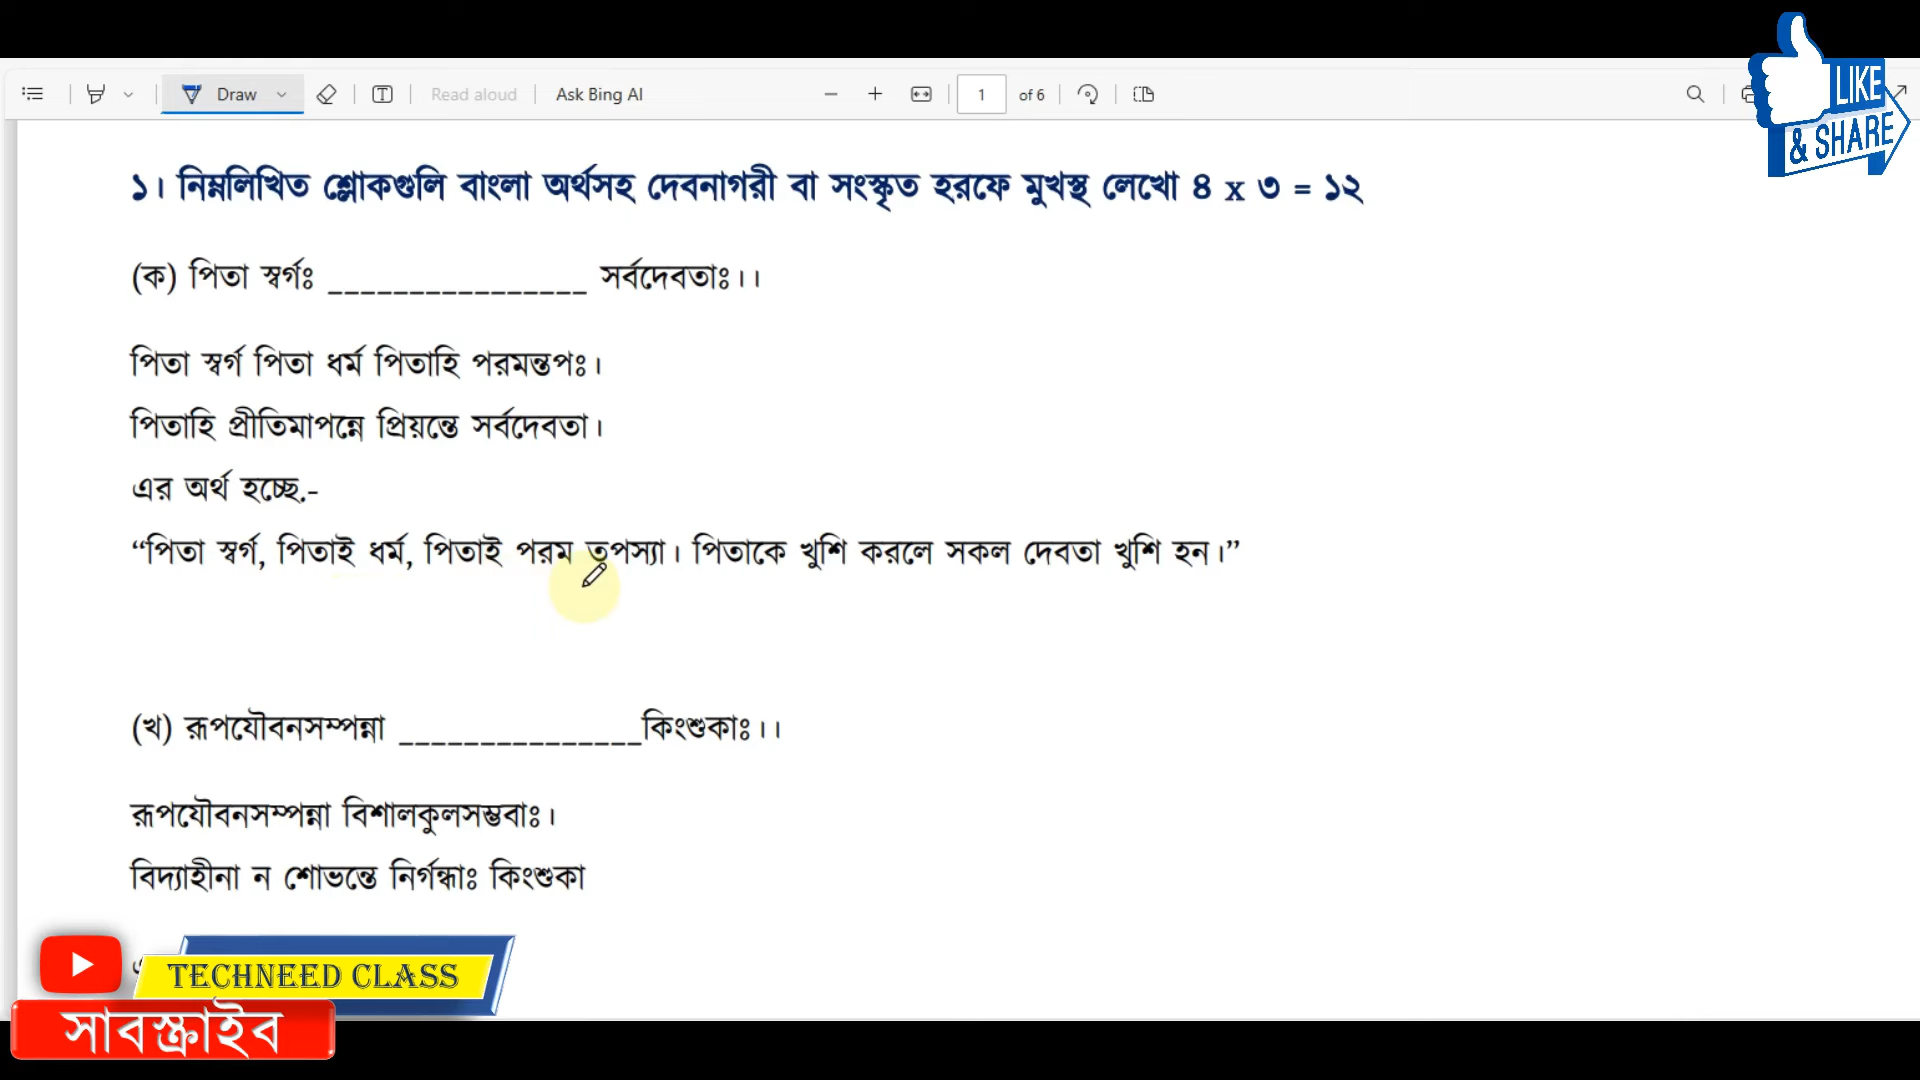 Draw
Read aloud
Ask Bing AI
1
of 6
LIKE
& SHARE
১। নিম্নলিখিত শ্লোকগুলি বাংলা অর্থসহ দেবনাগরী বা সংস্কৃত হরফে মুখস্থ লেখো ৪ x ৩ = ১২
(ক) পিতা স্বর্গঃ ________________ সর্বদেবতাঃ।।
পিতা স্বর্গ পিতা ধর্ম পিতাহি পরমন্তপঃ।
পিতাহি প্রীতিমাপন্নে প্রিয়ন্তে সর্বদেবতা।
এর অর্থ হচ্ছে.-
“পিতা স্বর্গ, পিতাই ধর্ম, পিতাই পরম তপস্যা। পিতাকে খুশি করলে সকল দেবতা খুশি হন।”
(খ) রূপযৌবনসম্পন্না _______________কিংশুকাঃ।।
রূপযৌবনসম্পন্না বিশালকুলসম্ভবাঃ।
বিদ্যাহীনা ন শোভন্তে নির্গন্ধাঃ কিংশুকা
TECHNEED CLASS
সাবস্ক্রাইব